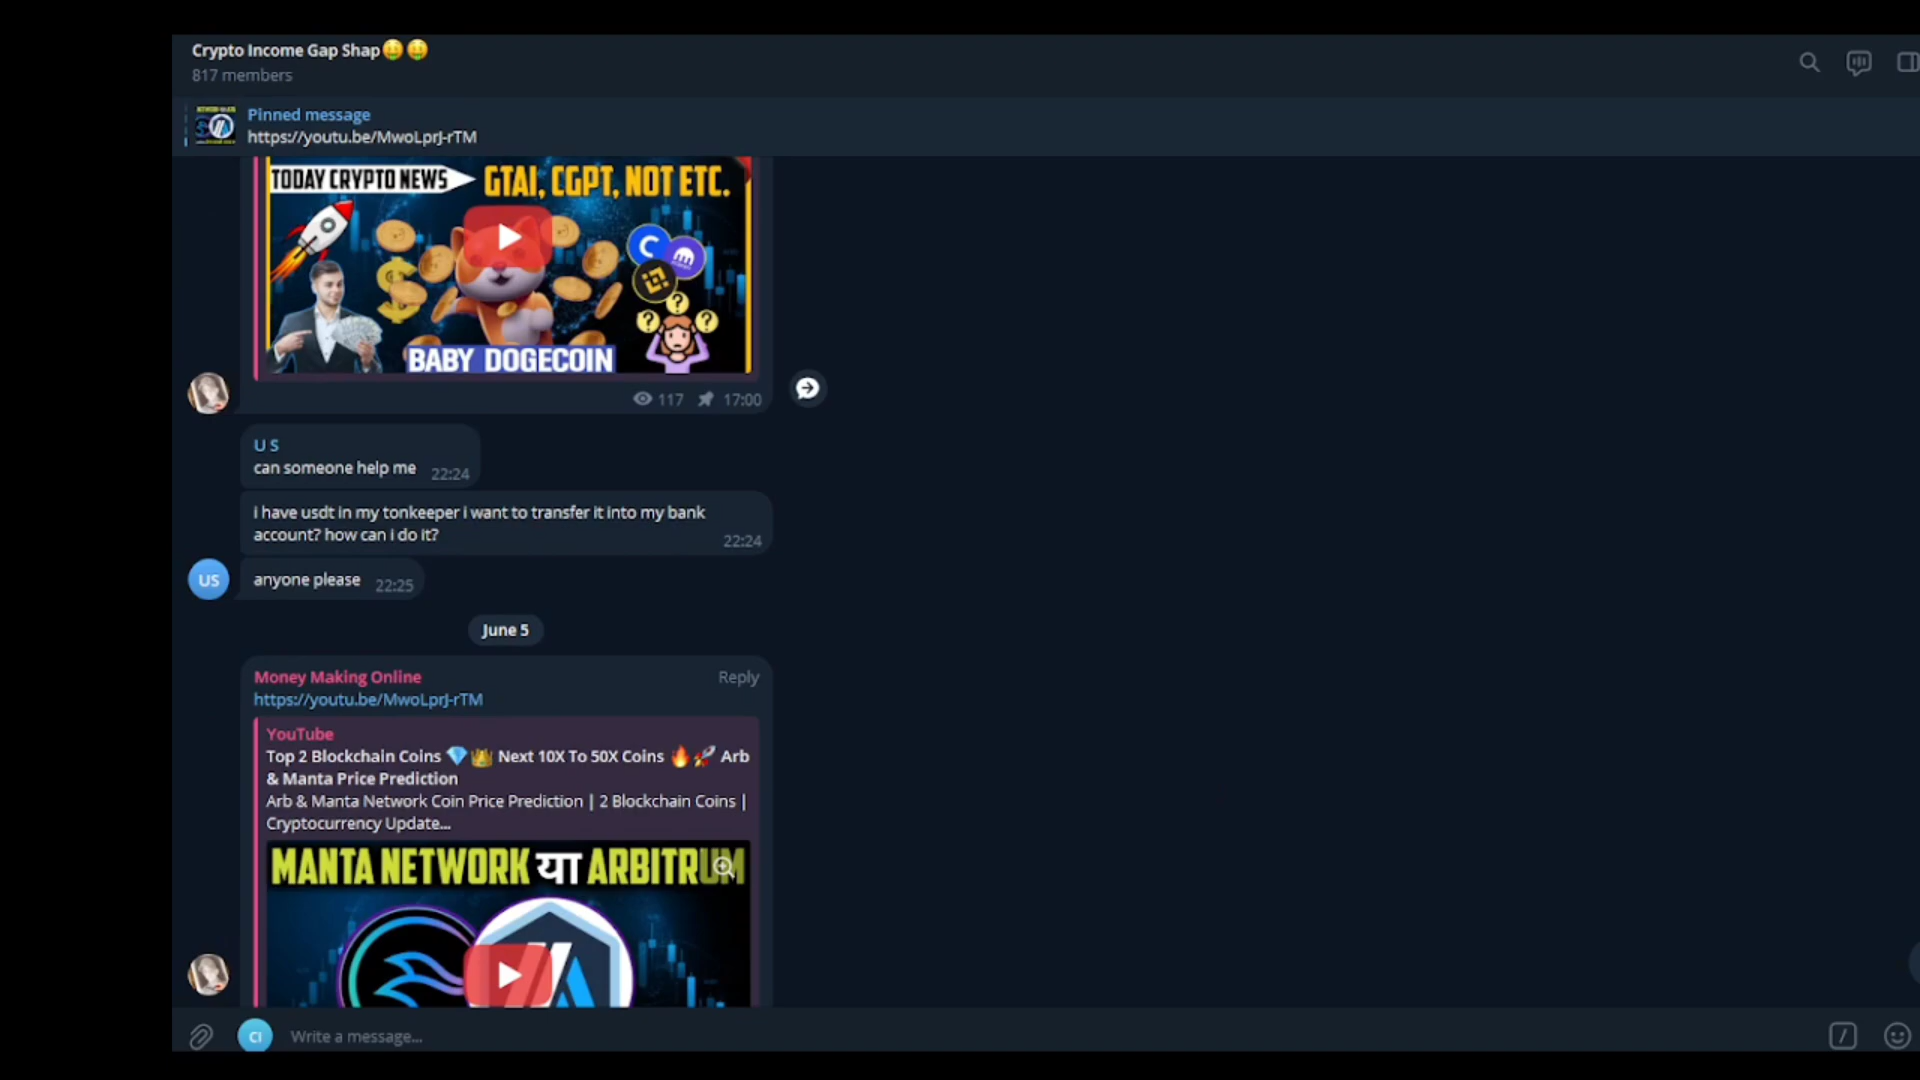 Crypto Income Gap Shap🤑🤑
817 members
Pinned message
https://youtu.be/MwoLprJ-rTM
TODAY CRYPTO NEWS
GTAI, CGPT, NOT ETC.
BABY DOGECOIN
117 17:00
U S
can someone help me 22:24
i have usdt in my tonkeeper i want to transfer it into my bank
account? how can i do it? 22:24
US
anyone please 22:25
June 5
Money Making Online Reply
https://youtu.be/MwoLprJ-rTM
YouTube
Top 2 Blockchain Coins 💎👑 Next 10X To 50X Coins 🔥🚀 Arb
& Manta Price Prediction
Arb & Manta Network Coin Price Prediction | 2 Blockchain Coins |
Cryptocurrency Update...
MANTA NETWORK या ARBITRUM
CI
Write a message...